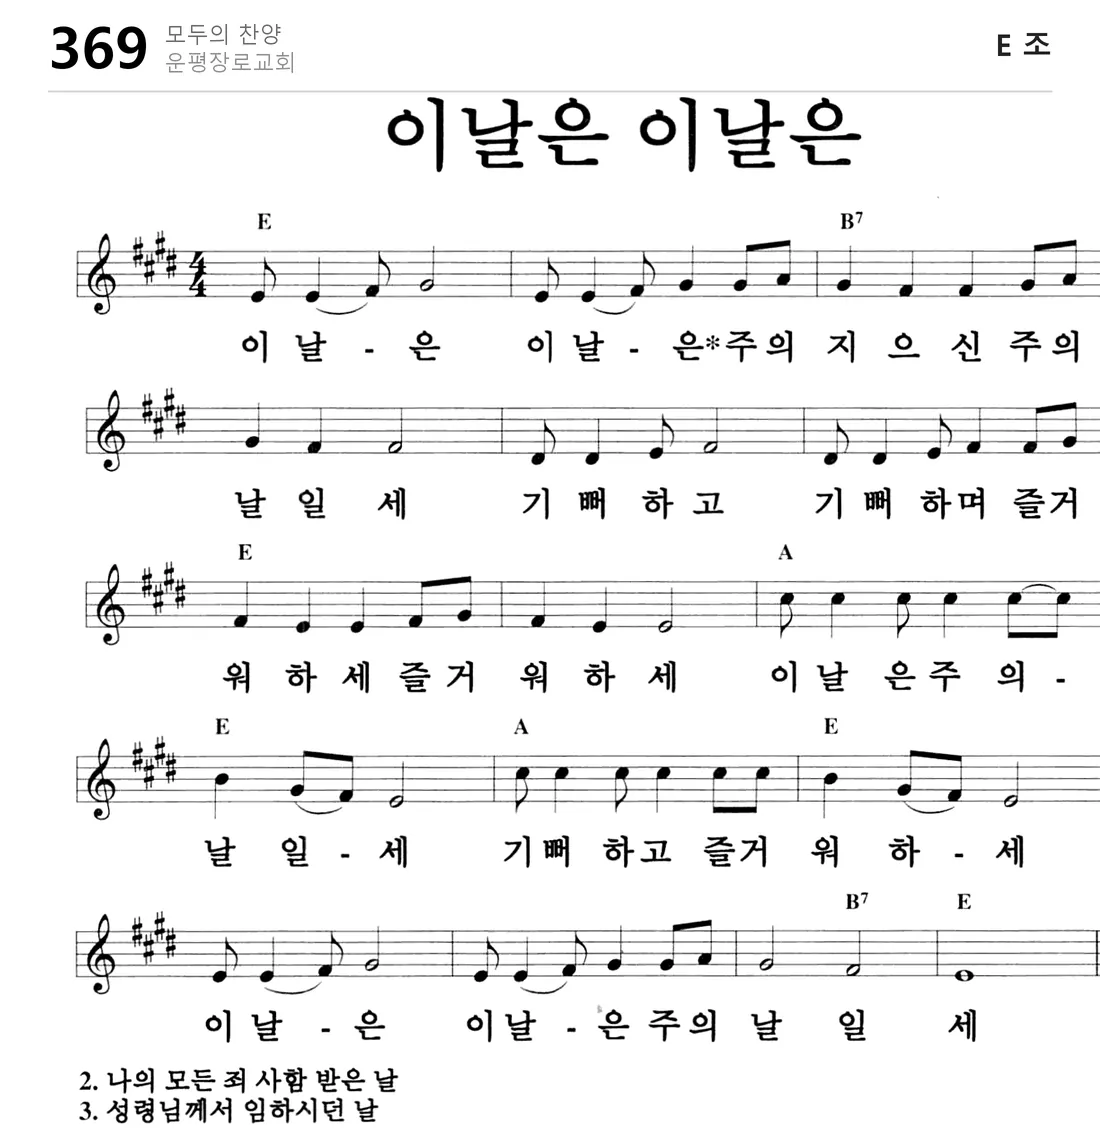 369 모두의 찬양
운평장로교회
E 조
이날은 이날은
E B7
이 날 - 은 이 날 - 은*주의 지 으 신 주 의
날 일 세 기 뻐 하 고 기 뻐 하며 즐거
E A
워 하 세 즐 거 워 하 세 이 날 은 주 의 -
E A E
날 일 - 세 기 뻐 하고 즐거 워 하 - 세
B7 E
이 날 - 은 이날 - 은 주의 날 일 세
2. 나의 모든 죄 사함 받은 날
3. 성령님께서 임하시던 날